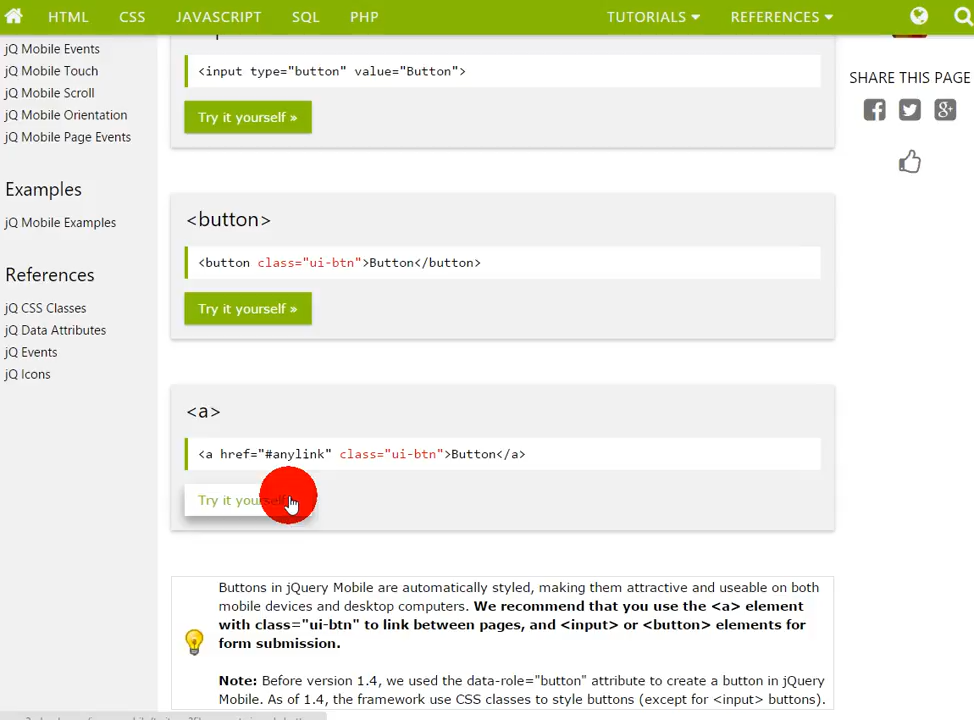 HTML CSS JAVASCRIPT SQL PHP TUTORIALS REFERENCES
jQ Mobile Events
jQ Mobile Touch
jQ Mobile Scroll
jQ Mobile Orientation
jQ Mobile Page Events
Examples
jQ Mobile Examples
References
jQ CSS Classes
jQ Data Attributes
jQ Events
jQ Icons
<input type="button" value="Button">
Try it yourself »
<button>
<button class="ui-btn">Button</button>
Try it yourself »
<a>
<a href="#anylink" class="ui-btn">Button</a>
Try it yourself
Buttons in jQuery Mobile are automatically styled, making them attractive and useable on both
mobile devices and desktop computers. We recommend that you use the <a> element
with class="ui-btn" to link between pages, and <input> or <button> elements for
form submission.
Note: Before version 1.4, we used the data-role="button" attribute to create a button in jQuery
Mobile. As of 1.4, the framework use CSS classes to style buttons (except for <input> buttons).
SHARE THIS PAGE